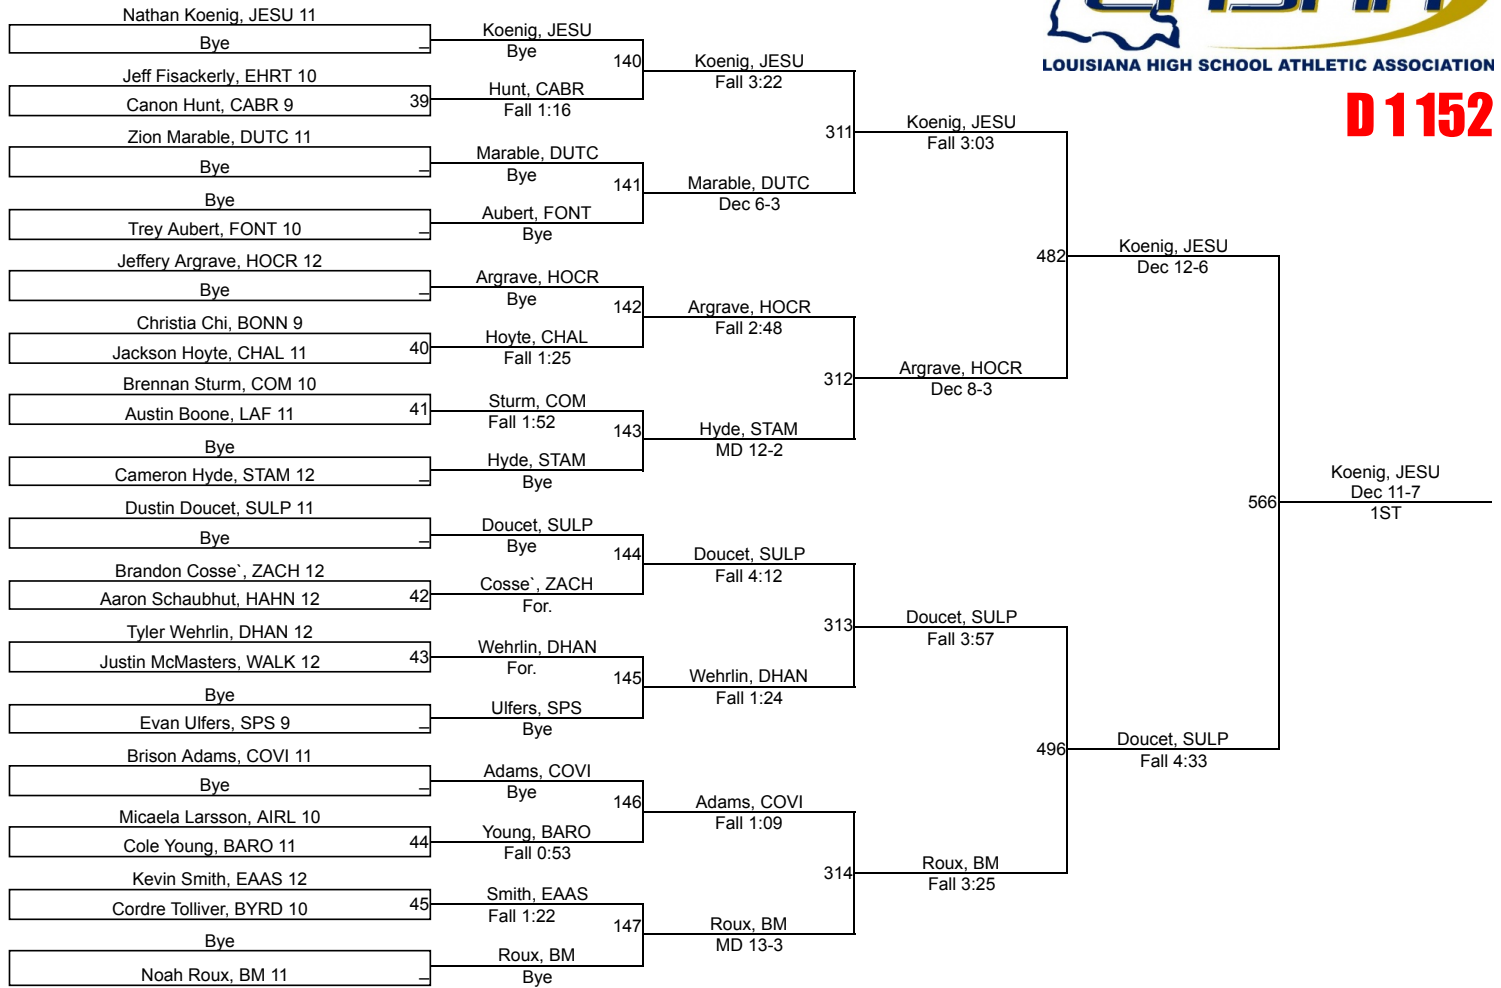 LHSAA
LOUISIANA HIGH SCHOOL ATHLETIC ASSOCIATION
D 1 152
Nathan Koenig, JESU 11
Bye
Jeff Fisackerly, EHRT 10
Canon Hunt, CABR 9
39
Zion Marable, DUTC 11
Bye
Bye
Trey Aubert, FONT 10
Jeffery Argrave, HOCR 12
Bye
Christia Chi, BONN 9
Jackson Hoyte, CHAL 11
40
Brennan Sturm, COM 10
Austin Boone, LAF 11
41
Bye
Cameron Hyde, STAM 12
Dustin Doucet, SULP 11
Bye
Brandon Cosse`, ZACH 12
Aaron Schaubhut, HAHN 12
42
Tyler Wehrlin, DHAN 12
Justin McMasters, WALK 12
43
Bye
Evan Ulfers, SPS 9
Brison Adams, COVI 11
Bye
Micaela Larsson, AIRL 10
Cole Young, BARO 11
44
Kevin Smith, EAAS 12
Cordre Tolliver, BYRD 10
45
Bye
Noah Roux, BM 11
Koenig, JESU
Bye
140
Hunt, CABR
Fall 1:16
Marable, DUTC
Bye
141
Aubert, FONT
Bye
Argrave, HOCR
Bye
142
Hoyte, CHAL
Fall 1:25
Sturm, COM
Fall 1:52
143
Hyde, STAM
Bye
Doucet, SULP
Bye
144
Cosse`, ZACH
For.
Wehrlin, DHAN
For.
145
Ulfers, SPS
Bye
Adams, COVI
Bye
146
Young, BARO
Fall 0:53
Smith, EAAS
Fall 1:22
147
Roux, BM
Bye
Koenig, JESU
Fall 3:22
311
Marable, DUTC
Dec 6-3
Argrave, HOCR
Fall 2:48
312
Hyde, STAM
MD 12-2
Doucet, SULP
Fall 4:12
313
Wehrlin, DHAN
Fall 1:24
Adams, COVI
Fall 1:09
314
Roux, BM
MD 13-3
Koenig, JESU
Fall 3:03
482
Argrave, HOCR
Dec 8-3
Doucet, SULP
Fall 3:57
496
Roux, BM
Fall 3:25
Koenig, JESU
Dec 12-6
566
Doucet, SULP
Fall 4:33
Koenig, JESU
Dec 11-7
1ST